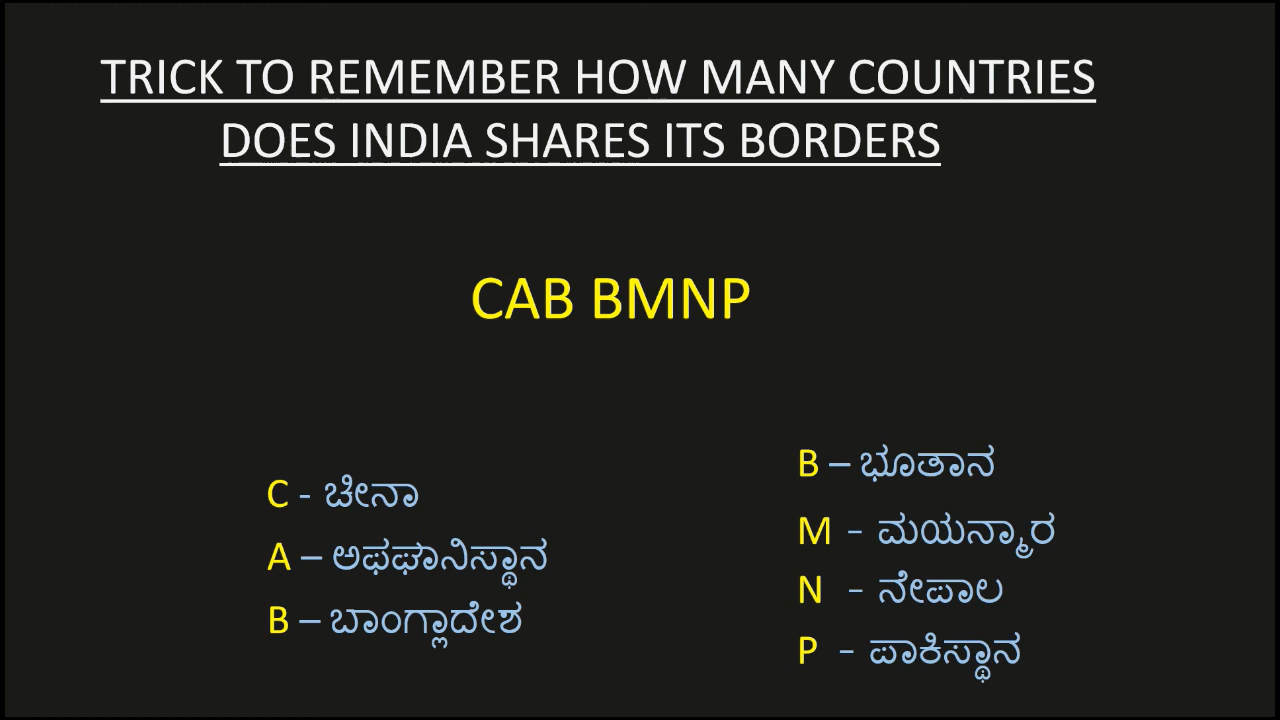 TRICK TO REMEMBER HOW MANY COUNTRIES
DOES INDIA SHARES ITS BORDERS
CAB BMNP
C - ಚೀನಾ
A – ಅಫಘಾನಿಸ್ಥಾನ
B – ಬಾಂಗ್ಲಾದೇಶ
B – ಭೂತಾನ
M - ಮಯನ್ಮಾರ
N - ನೇಪಾಲ
P - ಪಾಕಿಸ್ಥಾನ